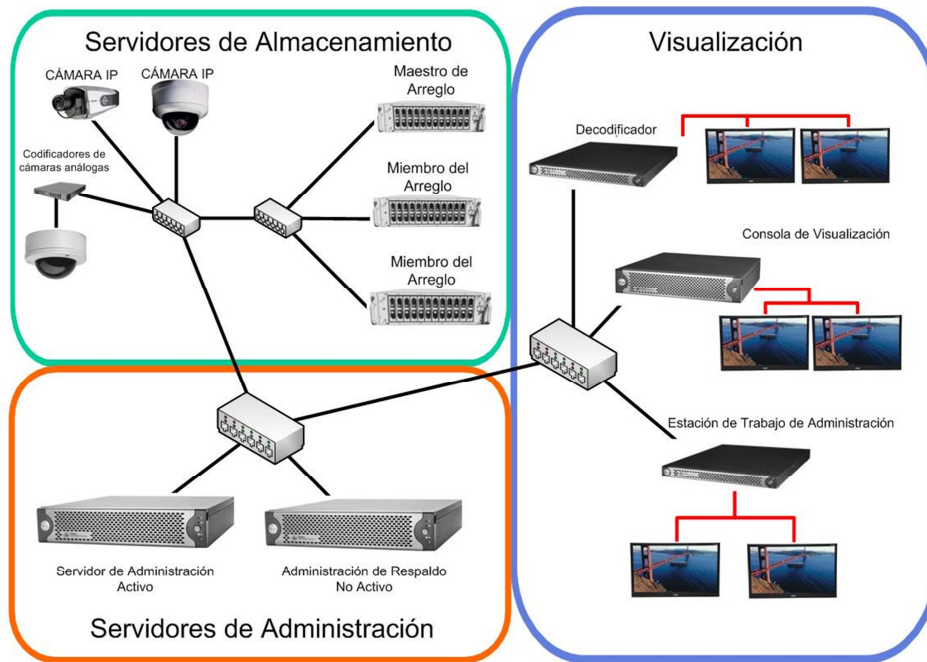 Servidores de Almacenamiento
CÁMARA IP
CÁMARA IP
Maestro de
Arreglo
Codificadores de
cámaras análogas
Miembro del
Arreglo
Miembro del
Arreglo
Visualización
Decodificador
Consola de Visualización
Estación de Trabajo de Administración
Servidor de Administración
Activo
Administración de Respaldo
No Activo
Servidores de Administración